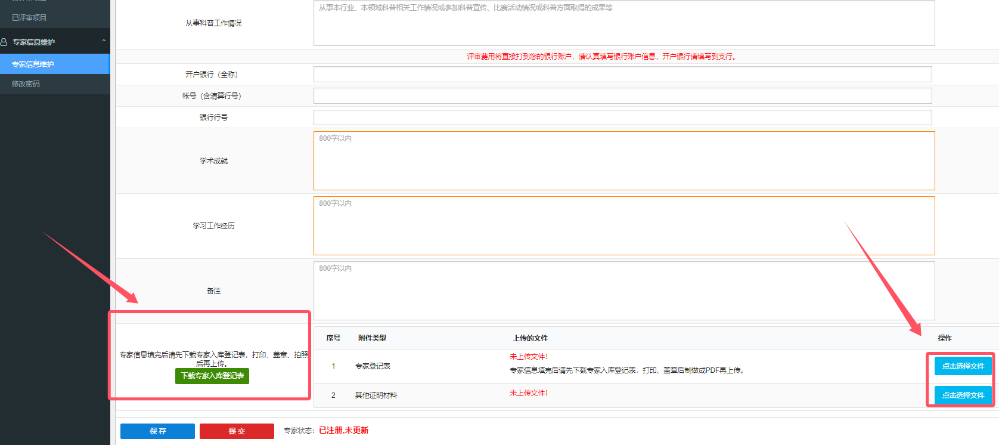 已评审项目
专家信息维护
专家信息维护
修改密码
从事科普工作情况
从事本行业、本领域科普相关工作情况或参加科普宣传、比赛活动情况或科普方面取得的成果等
评审费用将直接打到您的银行账户，请认真填写银行账户信息，开户银行请填写到支行。
开户银行（全称）
帐号（含清算行号）
银行行号
学术成就
800字以内
学习工作经历
800字以内
备注
800字以内
专家信息填完后请先下载专家入库登记表，打印、盖章、拍照
后再上传。
下载专家入库登记表
序号 附件类型 上传的文件 操作
1 专家登记表 未上传文件!
专家信息填完后请先下载专家入库登记表，打印、盖章后制做成PDF再上传。
点击选择文件
2 其他证明材料 未上传文件!
点击选择文件
保 存 提 交 专家状态： 已注册,未更新